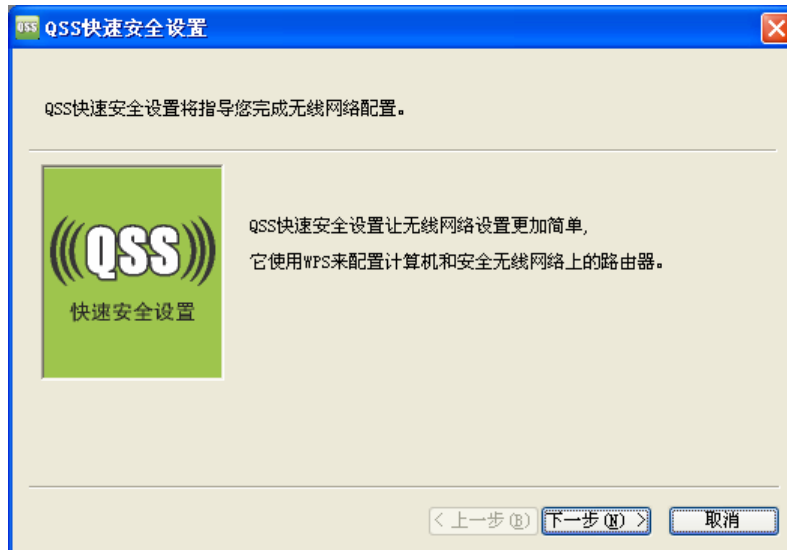 QSS QSS快速安全设置
QSS快速安全设置将指导您完成无线网络配置。
(((QSS)))
快速安全设置
QSS快速安全设置让无线网络设置更加简单,
它使用WPS来配置计算机和安全无线网络上的路由器。
< 上一步(B) 下一步(N) > 取消